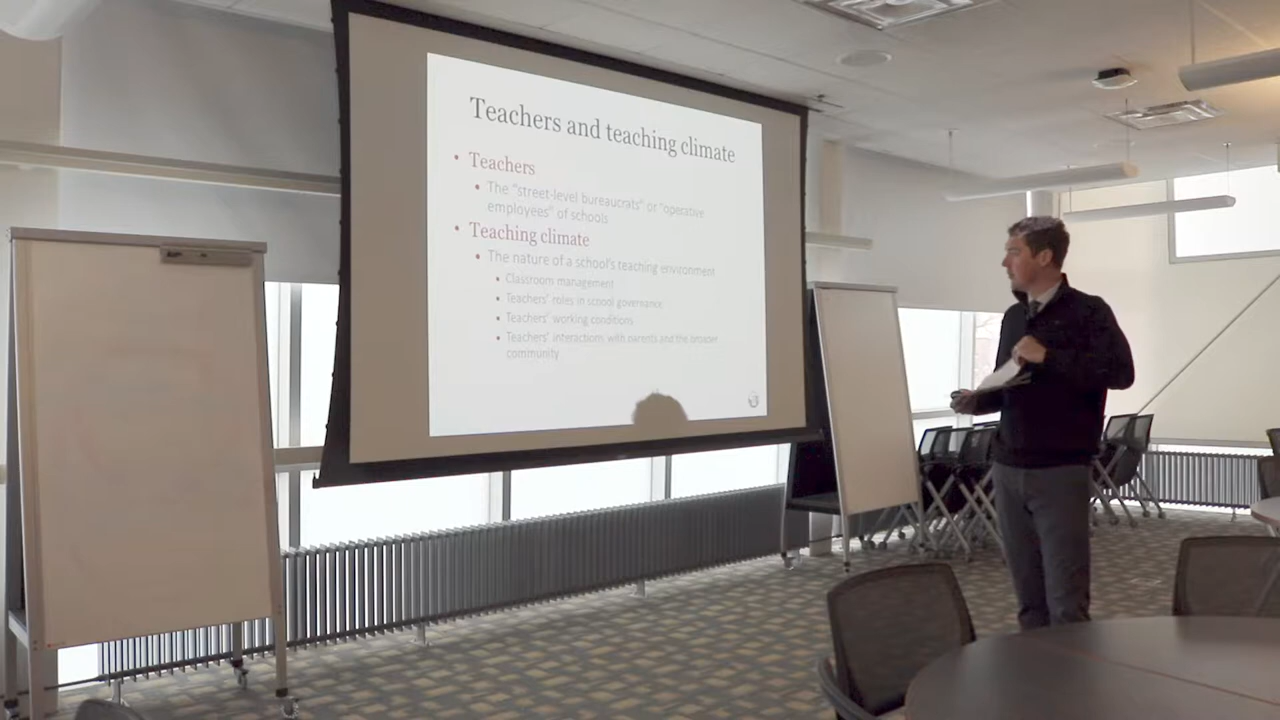 Teachers and teaching climate
• Teachers
• The "street-level bureaucrats" or "operative
employees" of schools
• Teaching climate
• The nature of a school's teaching environment
• Classroom management
• Teachers' roles in school governance
• Teachers' working conditions
• Teachers' interactions with parents and the broader
community